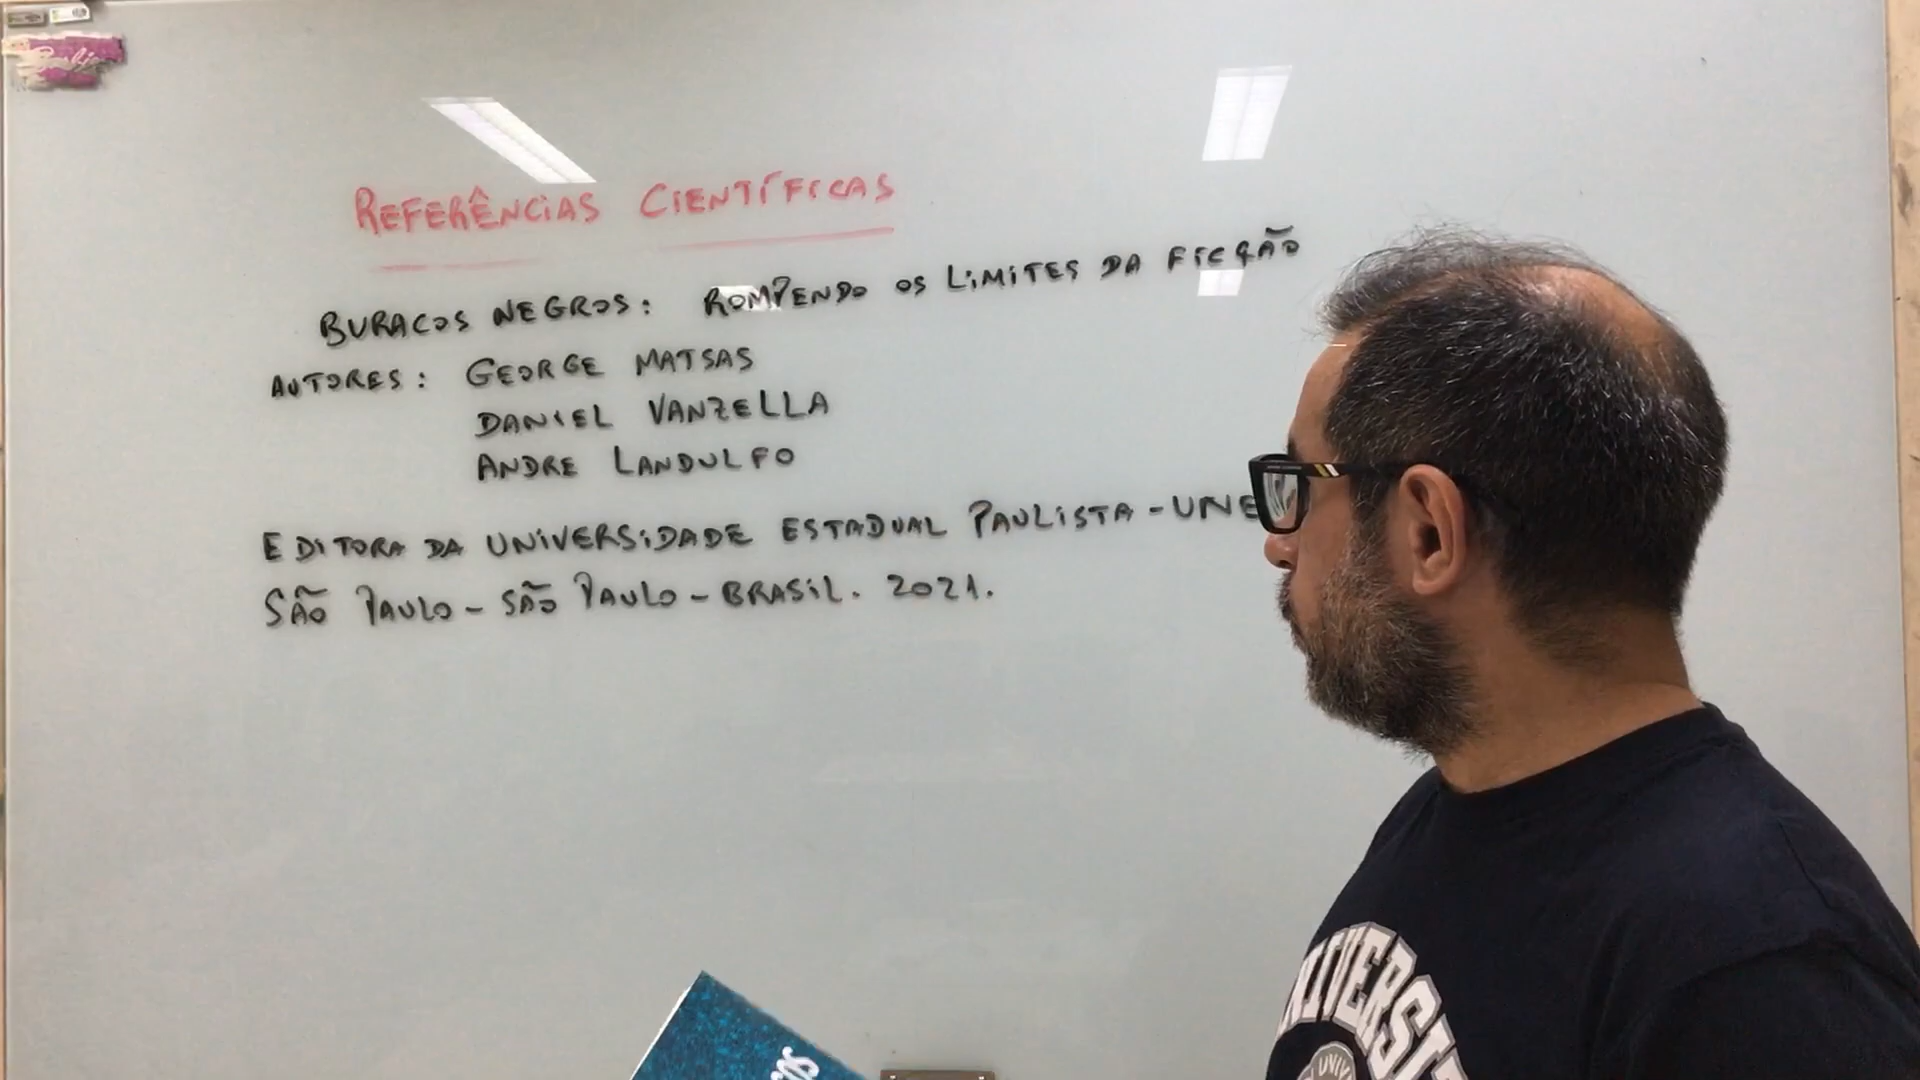 REFERÊNCIAS CIENTÍFICAS
BURACOS NEGROS: ROMPENDO OS LIMITES DA FICÇÃO
AUTORES: GEORGE MATSAS
DANIEL VANZELLA
ANDRE LANDULFO
EDITORA DA UNIVERSIDADE ESTADUAL PAULISTA - UNE
SÃO PAULO - SÃO PAULO - BRASIL. 2021.